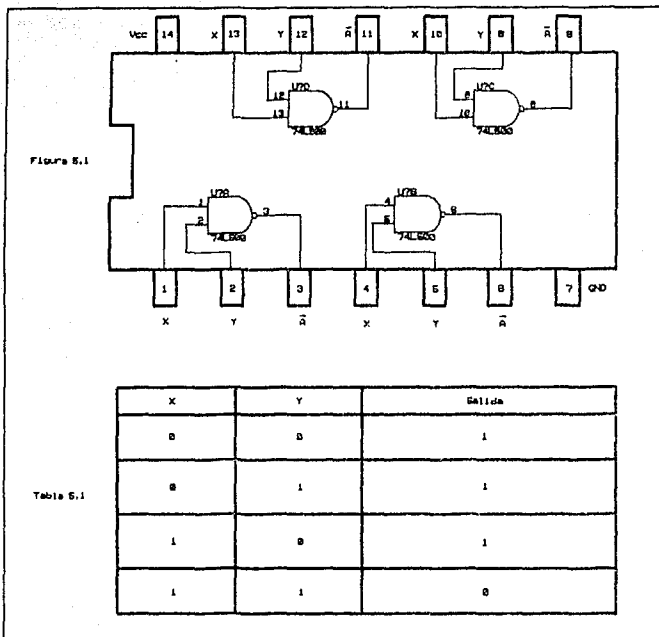 Vcc 14 X 13 Y 12 Ā 11 X 10 Y 9 Ā 8
U7D
12
13
11
74LS00
U7C
9
10
8
74LS00
Figura 5.1
U7A
1
2
3
74LS00
U7B
4
5
6
74LS00
1 2 3 4 5 6 7 GND
X Y Ā X Y Ā
X Y Salida
0 0 1
0 1 1
Tabla 5.1
1 0 1
1 1 0